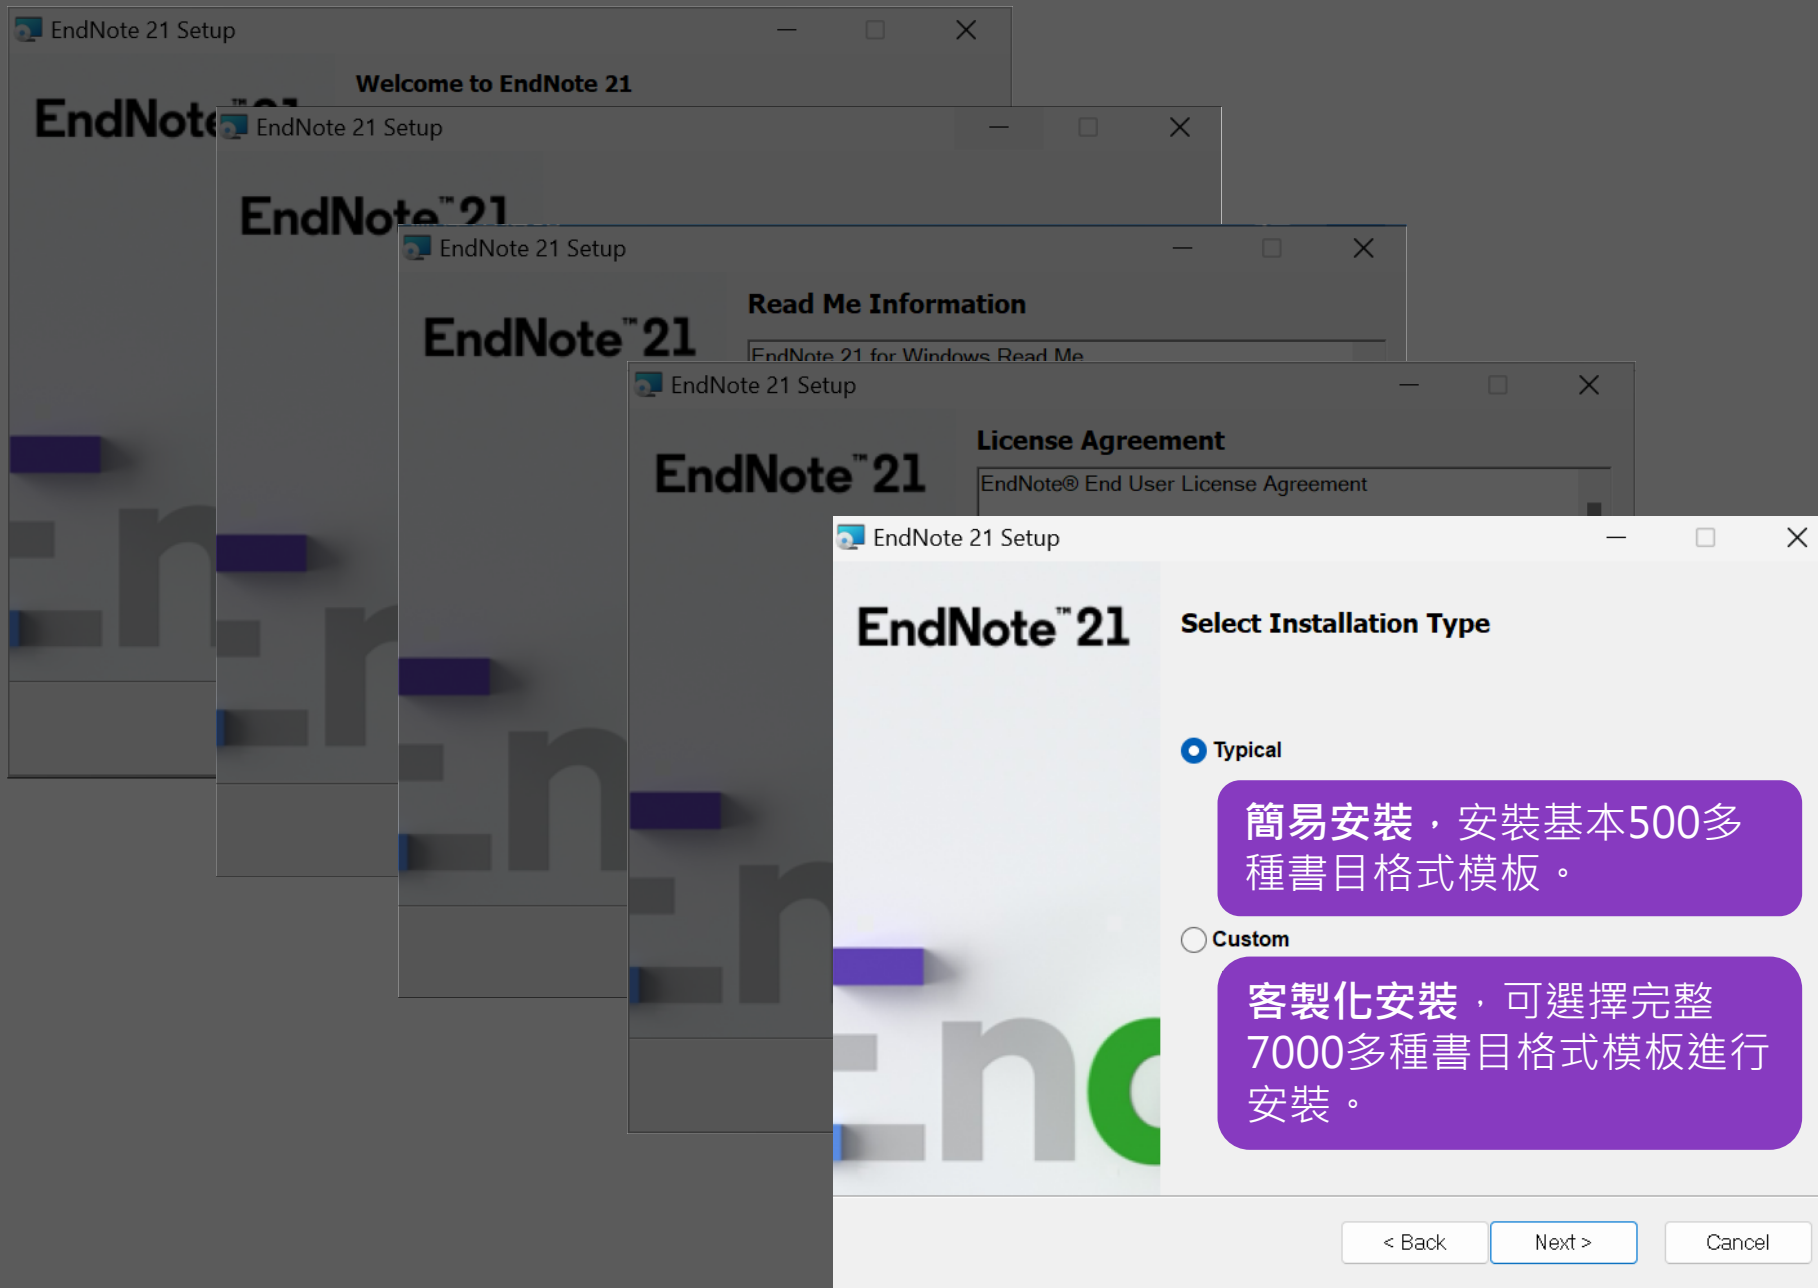 EndNote 21 Setup
Welcome to EndNote 21
EndNote™21
EndNote 21 Setup
EndNote™21
EndNote 21 Setup
Read Me Information
EndNote™21
EndNote 21 for Windows Read Me
EndNote 21 Setup
License Agreement
EndNote™21
EndNote® End User License Agreement
EndNote 21 Setup
EndNote™21
Select Installation Type
Typical
簡易安裝，安裝基本500多
種書目格式模板。
Custom
客製化安裝，可選擇完整
7000多種書目格式模板進行
安裝。
< Back
Next >
Cancel